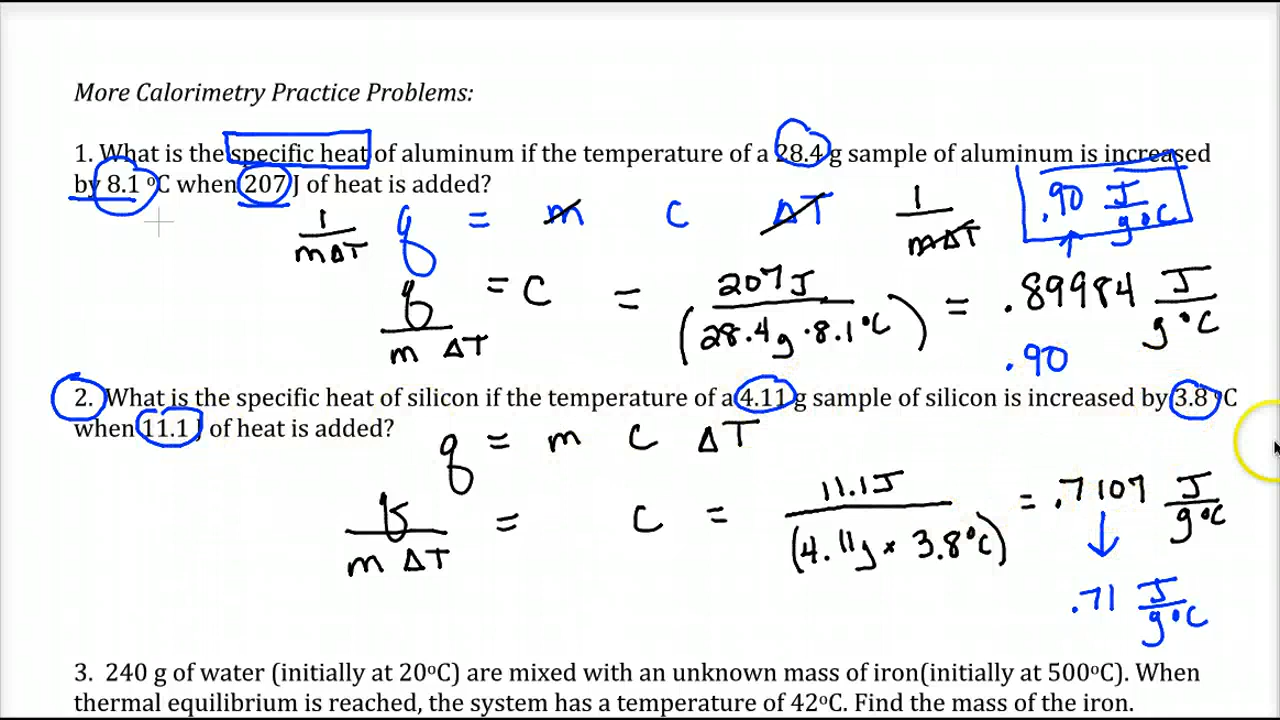 More Calorimetry Practice Problems:
1. What is the specific heat of aluminum if the temperature of a 28.4 g sample of aluminum is increased
by 8.1 °C when 207 J of heat is added?
.90 J/g°C
1/mΔT q = m c ΔT 1/mΔT
q/m ΔT = C = 207J/(28.4g · 8.1°C) = .89984 J/g°C
.90
2. What is the specific heat of silicon if the temperature of a 4.11 g sample of silicon is increased by 3.8 °C
when 11.1 J of heat is added?
q = m C ΔT
q/m ΔT = C = 11.1J/(4.11g × 3.8°C) = .7107 J/g°C
.71 J/g°C
3. 240 g of water (initially at 20°C) are mixed with an unknown mass of iron(initially at 500°C). When
thermal equilibrium is reached, the system has a temperature of 42°C. Find the mass of the iron.